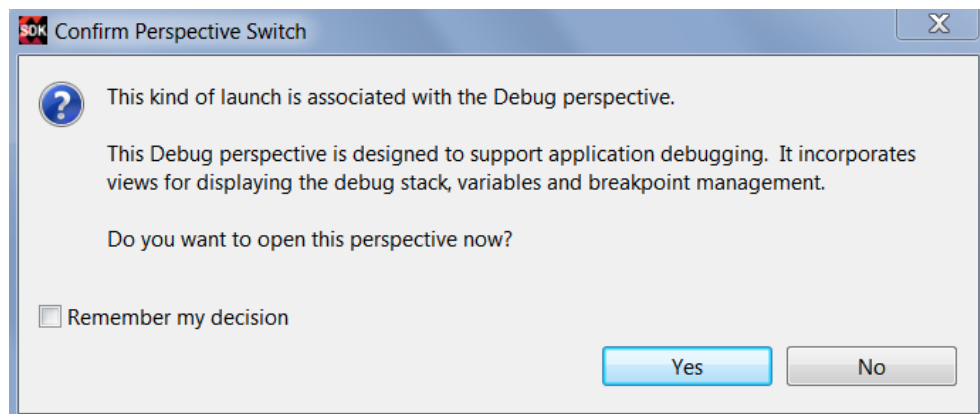 SDK Confirm Perspective Switch
This kind of launch is associated with the Debug perspective.
This Debug perspective is designed to support application debugging. It incorporates
views for displaying the debug stack, variables and breakpoint management.
Do you want to open this perspective now?
Remember my decision
Yes No